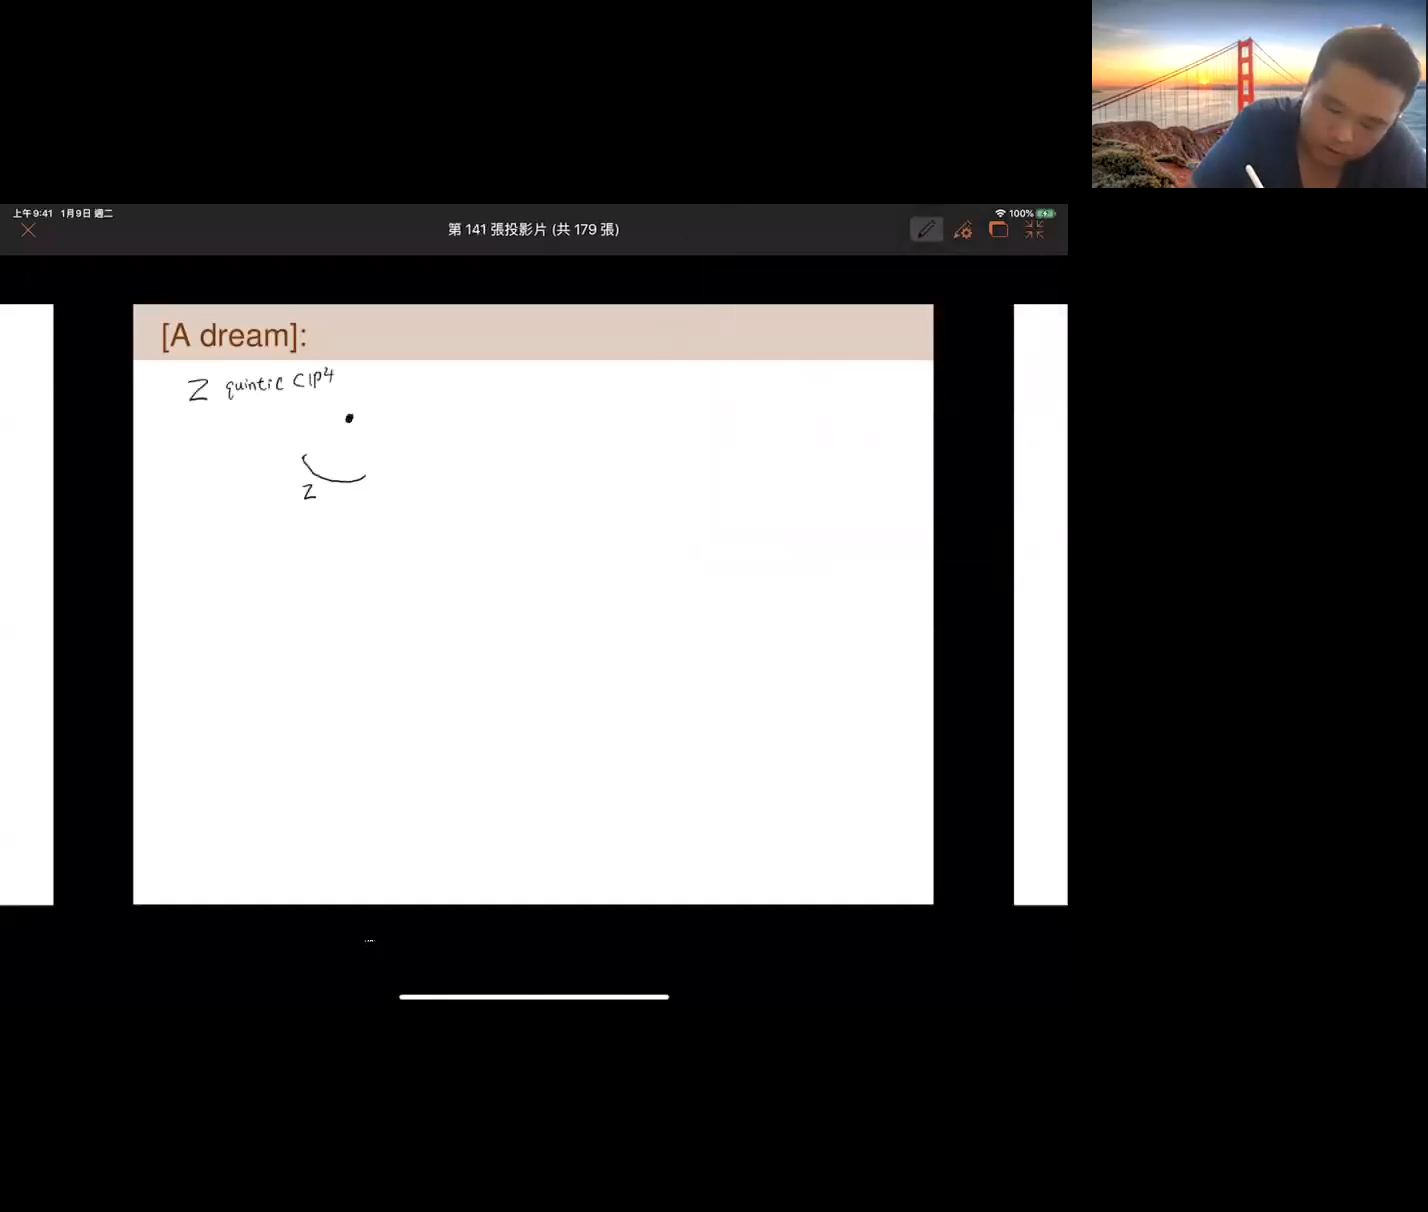 上午9:41 1月9日 週二
100%
第 141 張投影片 (共 179 張)
[A dream]:
Z quintic ⊂ ℙ⁴
Z